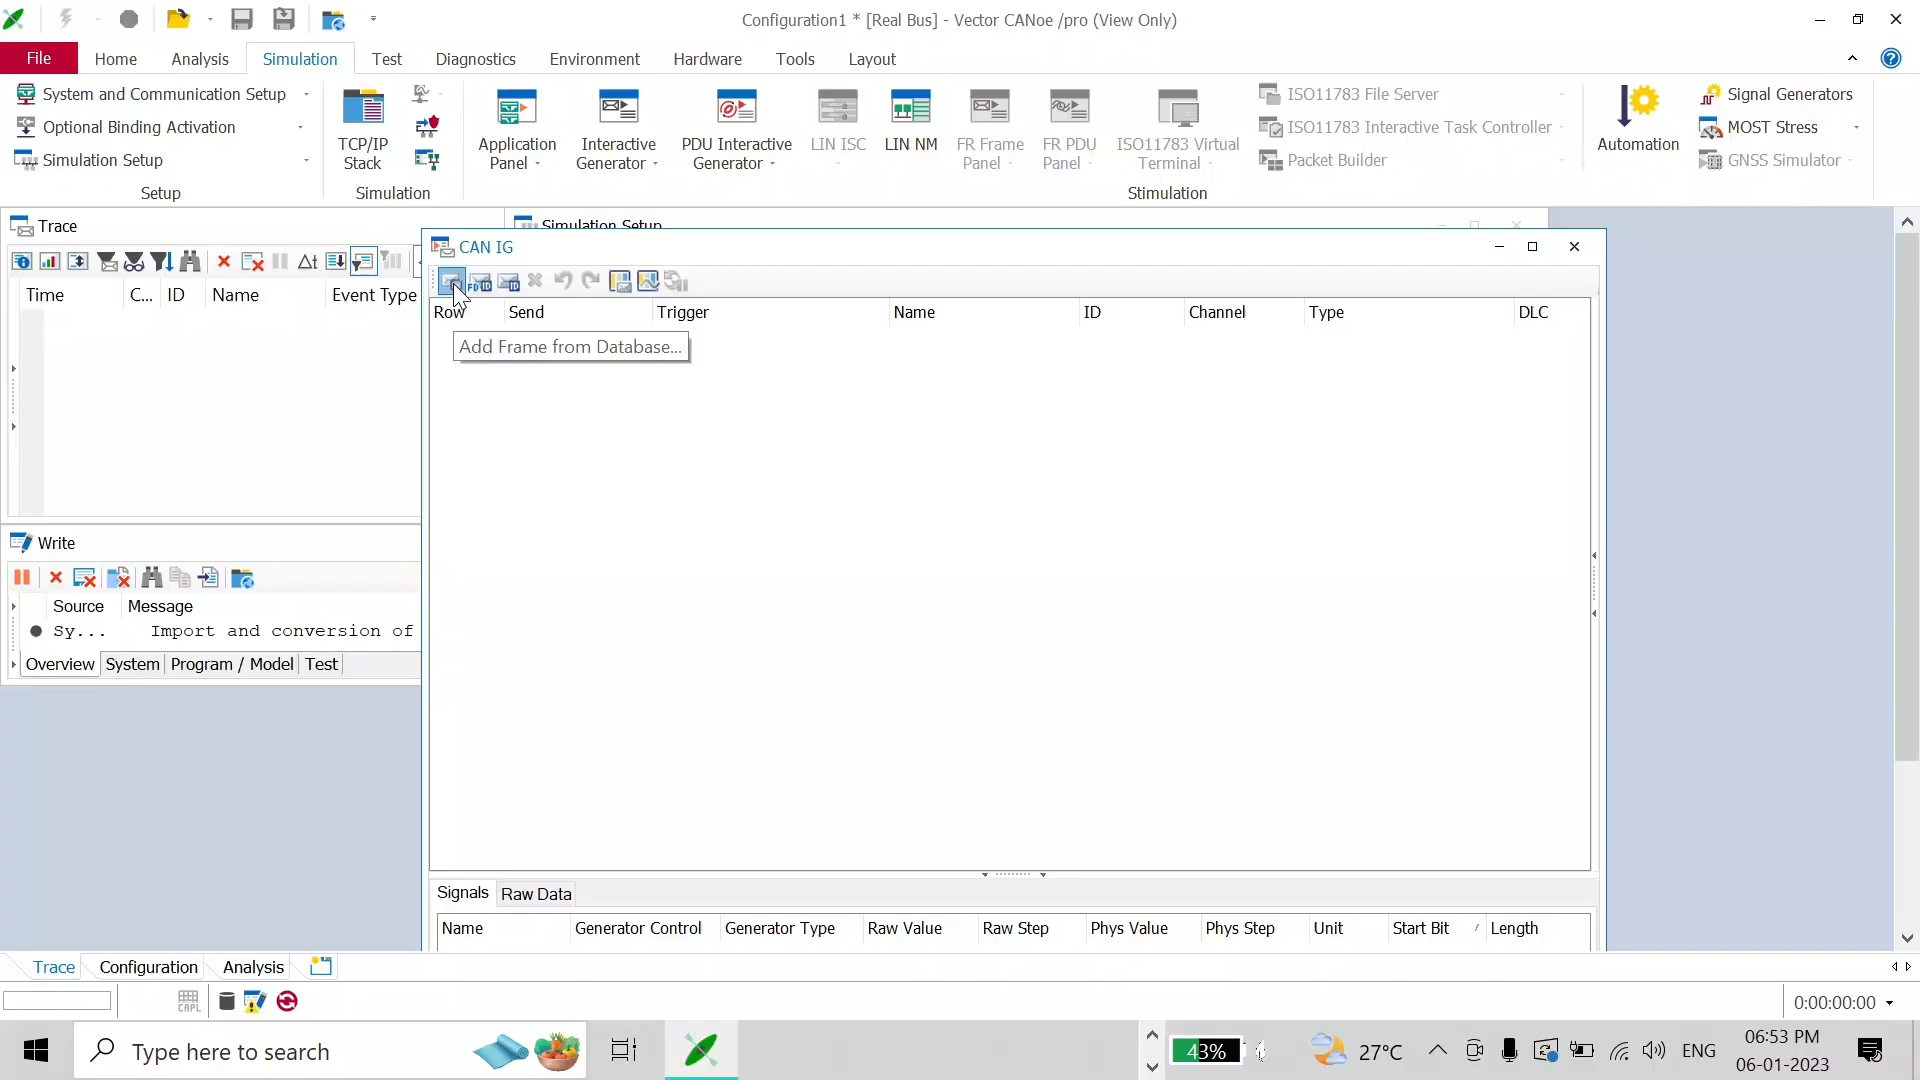 Configuration1 * [Real Bus] - Vector CANoe /pro (View Only)
File Home Analysis Simulation Test Diagnostics Environment Hardware Tools Layout
System and Communication Setup
Optional Binding Activation
Simulation Setup
Setup
TCP/IP
Stack
Simulation
Application
Panel
Interactive
Generator
PDU Interactive
Generator
LIN ISC
LIN NM
FR Frame
Panel
FR PDU
Panel
ISO11783 Virtual
Terminal
ISO11783 File Server
ISO11783 Interactive Task Controller
Packet Builder
Stimulation
Automation
Signal Generators
MOST Stress
GNSS Simulator
Trace
Time C... ID Name Event Type
Simulation Setup
CAN IG
Row Send Trigger Name ID Channel Type DLC
Add Frame from Database...
Write
Source Message
Sy... Import and conversion of
Overview System Program / Model Test
Signals Raw Data
Name Generator Control Generator Type Raw Value Raw Step Phys Value Phys Step Unit Start Bit Length
Trace Configuration Analysis
CAPL
0:00:00:00
Type here to search
43%
27°C
ENG
06:53 PM
06-01-2023